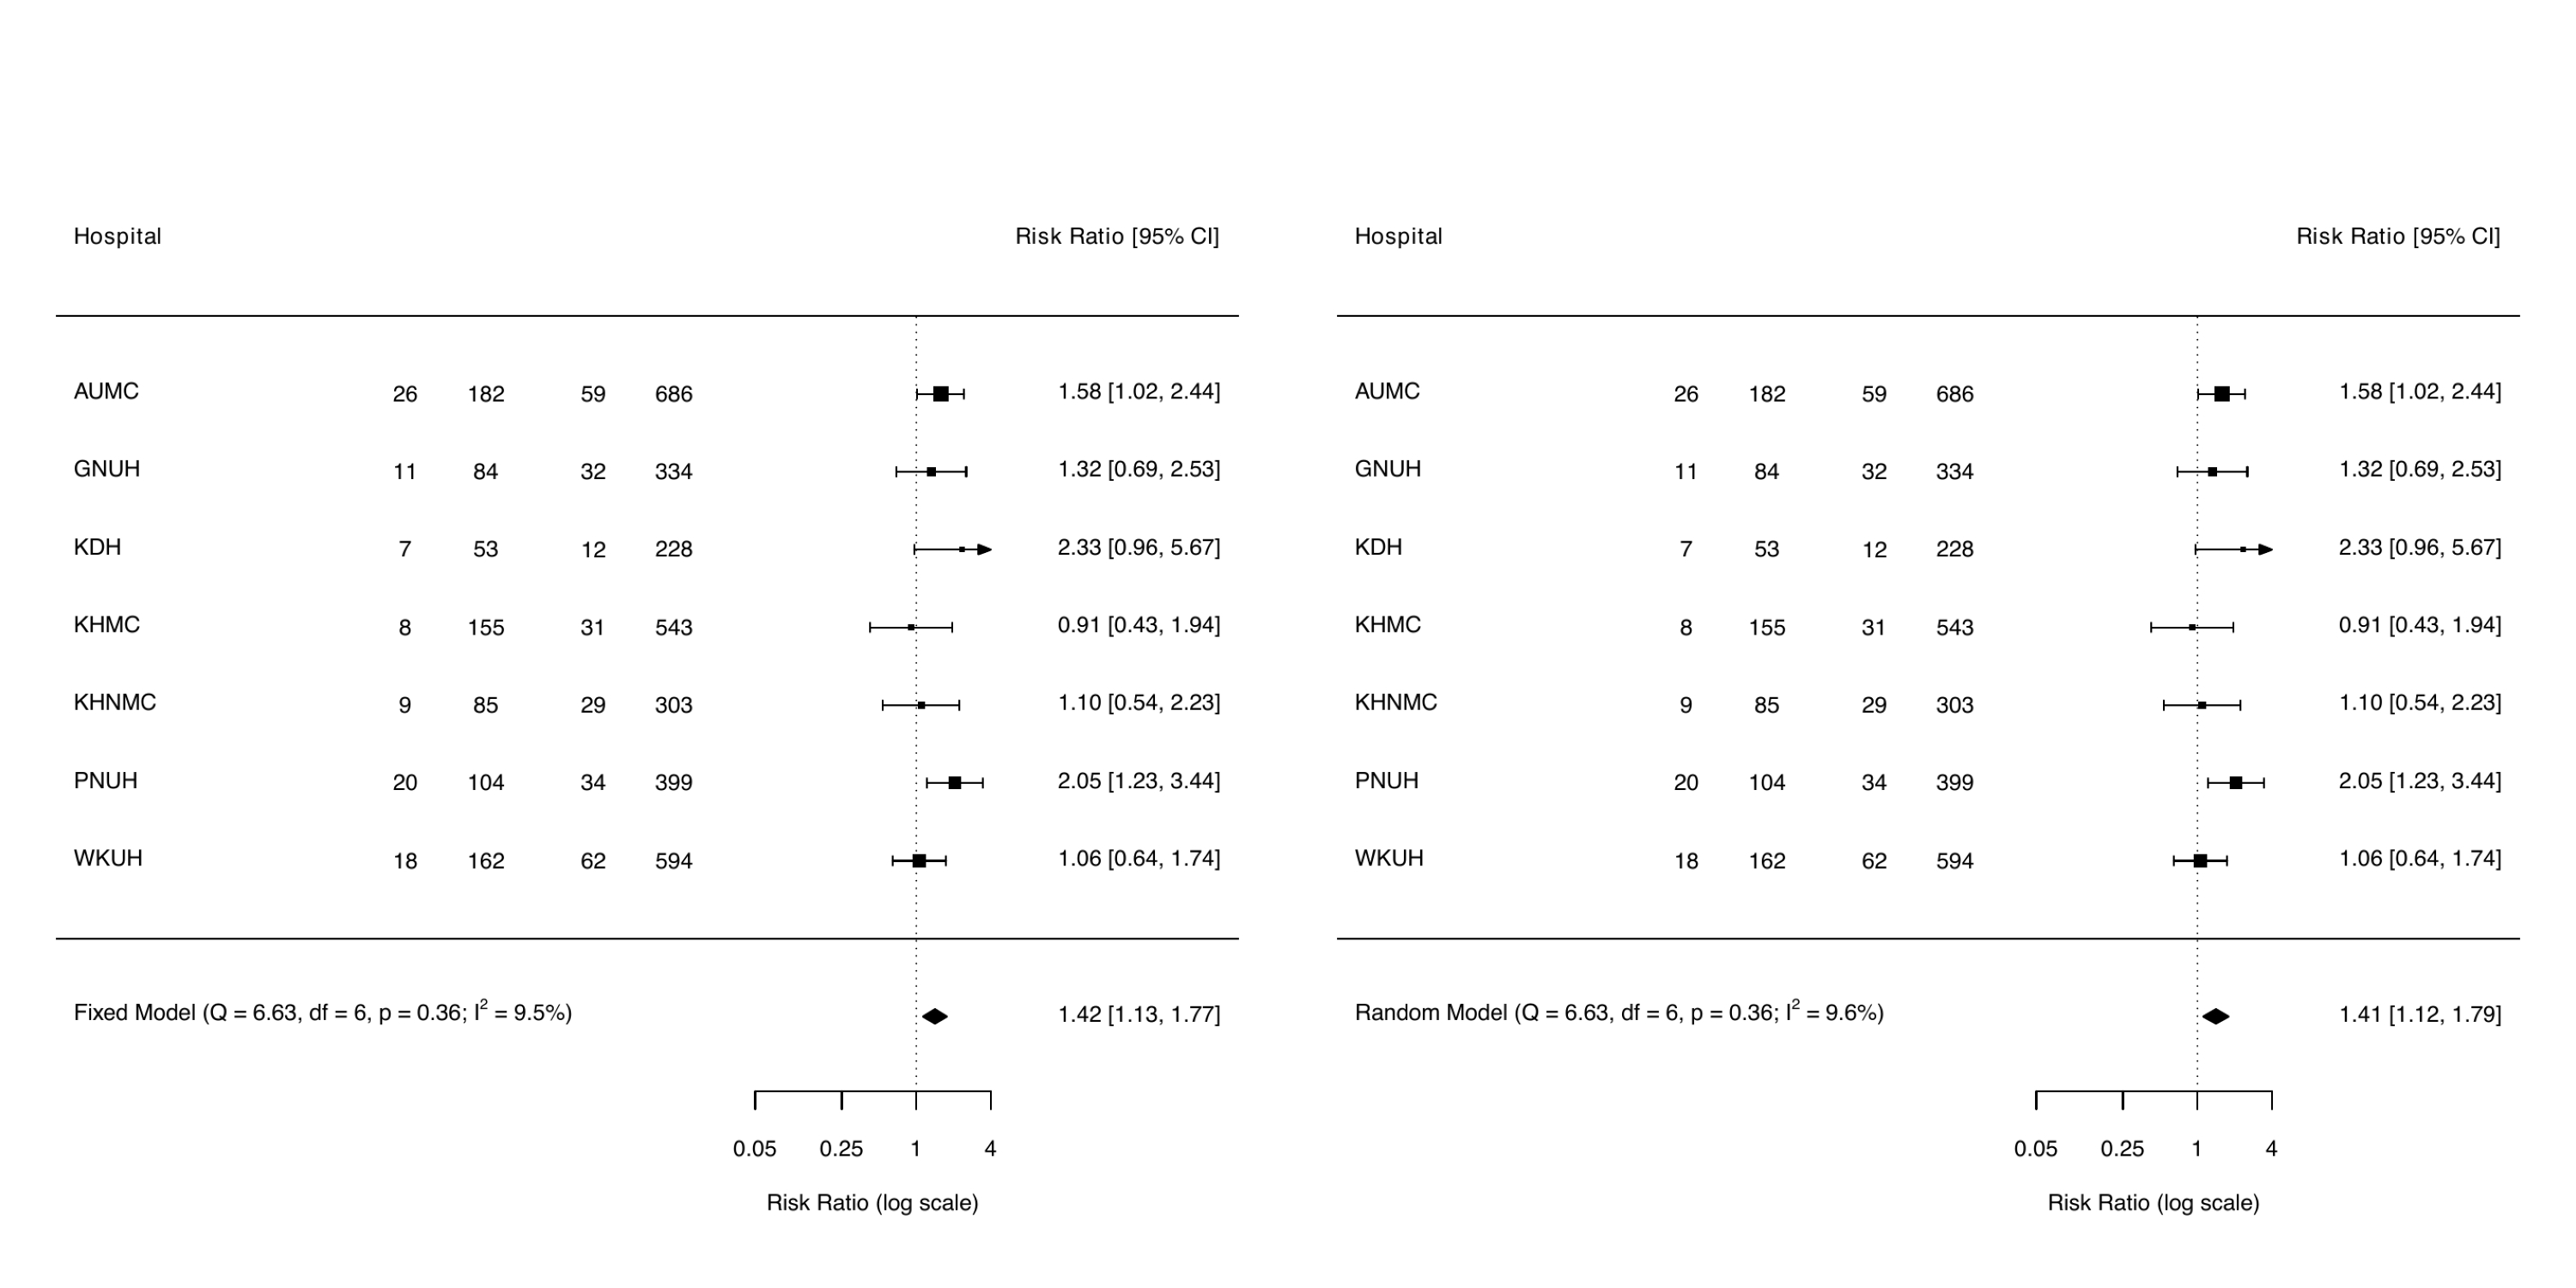 Hospital Risk Ratio [95% CI]
AUMC 26 182 59 686 1.58 [1.02, 2.44]
GNUH 11 84 32 334 1.32 [0.69, 2.53]
KDH 7 53 12 228 2.33 [0.96, 5.67]
KHMC 8 155 31 543 0.91 [0.43, 1.94]
KHNMC 9 85 29 303 1.10 [0.54, 2.23]
PNUH 20 104 34 399 2.05 [1.23, 3.44]
WKUH 18 162 62 594 1.06 [0.64, 1.74]
Fixed Model (Q = 6.63, df = 6, p = 0.36; I² = 9.5%) 1.42 [1.13, 1.77]
0.05 0.25 1 4
Risk Ratio (log scale)
Hospital Risk Ratio [95% CI]
AUMC 26 182 59 686 1.58 [1.02, 2.44]
GNUH 11 84 32 334 1.32 [0.69, 2.53]
KDH 7 53 12 228 2.33 [0.96, 5.67]
KHMC 8 155 31 543 0.91 [0.43, 1.94]
KHNMC 9 85 29 303 1.10 [0.54, 2.23]
PNUH 20 104 34 399 2.05 [1.23, 3.44]
WKUH 18 162 62 594 1.06 [0.64, 1.74]
Random Model (Q = 6.63, df = 6, p = 0.36; I² = 9.6%) 1.41 [1.12, 1.79]
0.05 0.25 1 4
Risk Ratio (log scale)